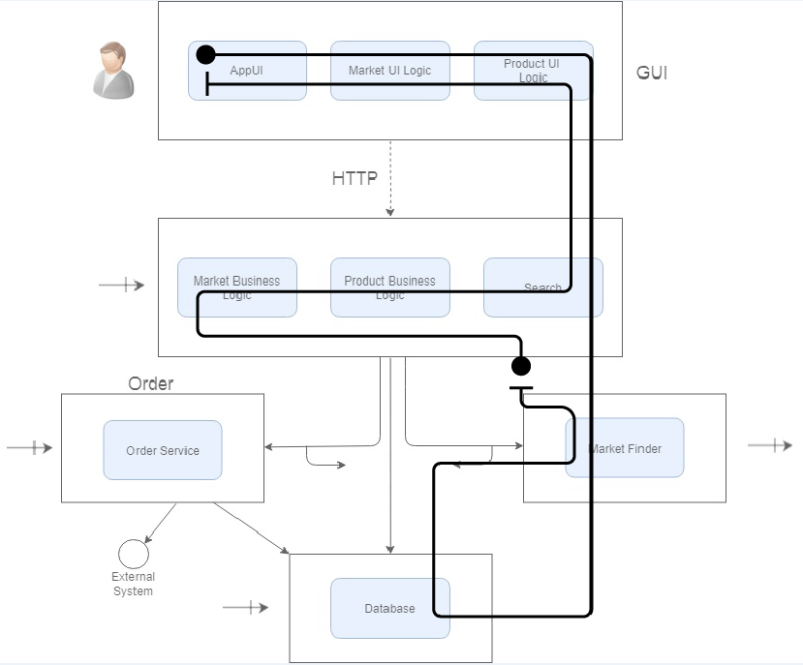 AppUI
Market UI Logic
Product UI
Logic
GUI
HTTP
Market Business
Logic
Product Business
Logic
Search
Order
Order Service
Market Finder
External
System
Database